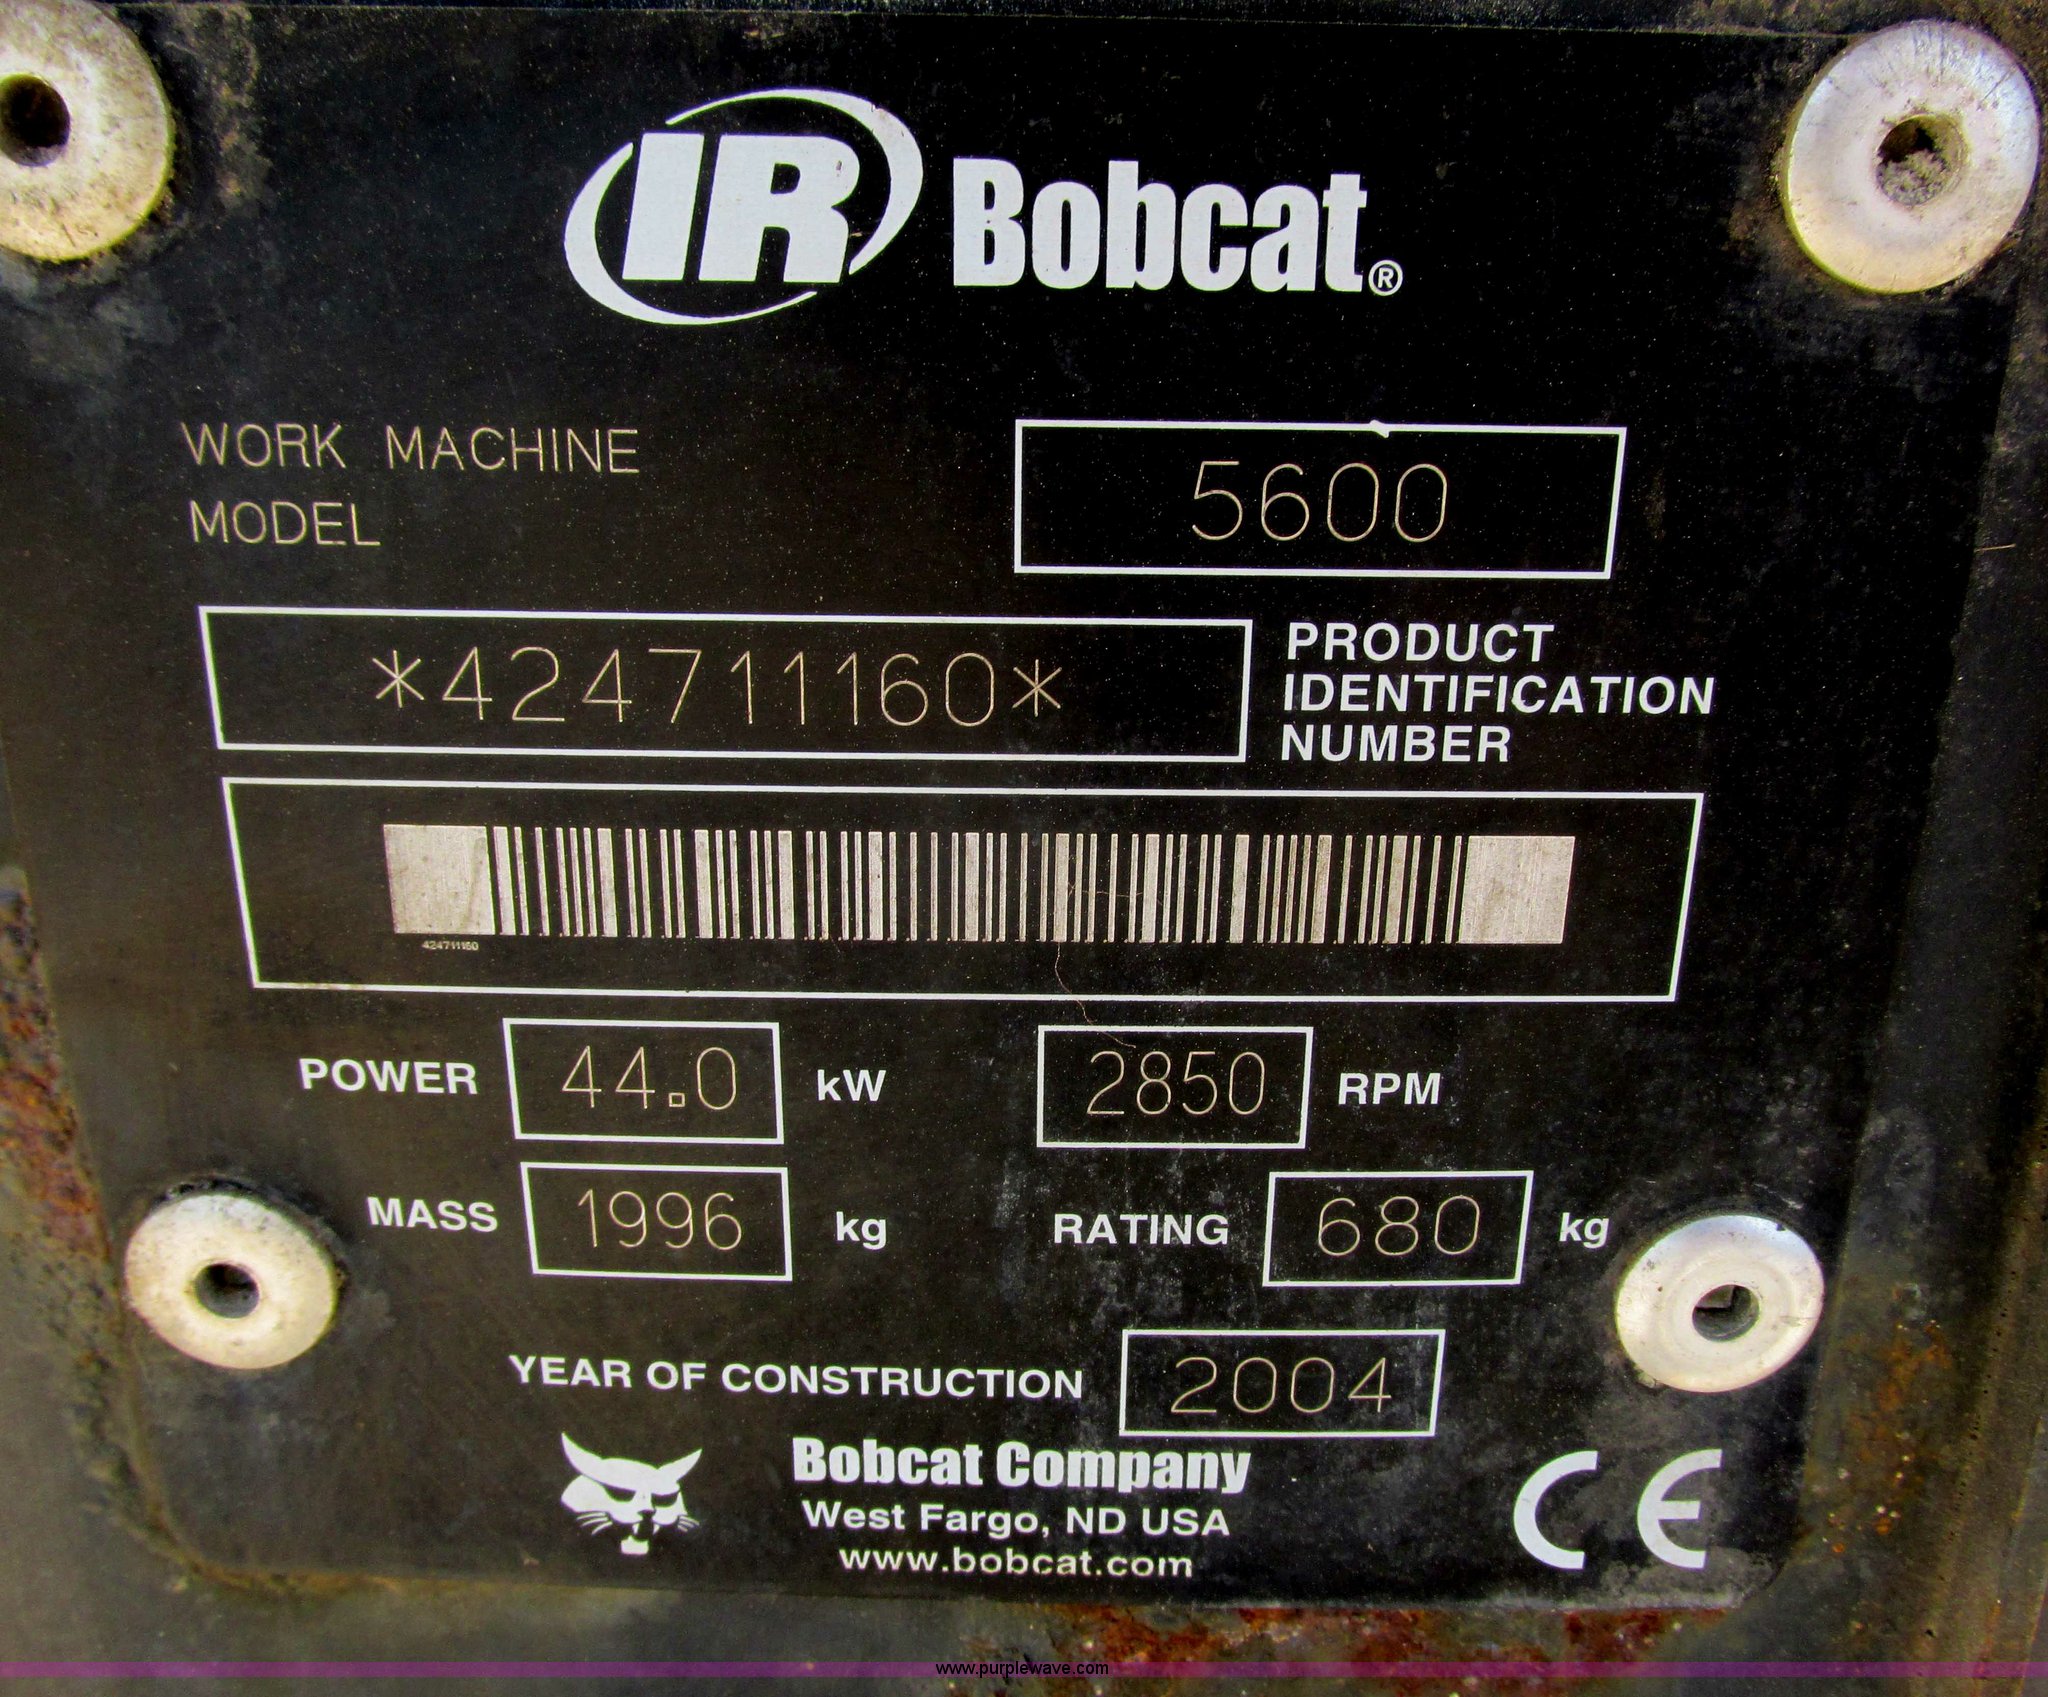 IR Bobcat®
WORK MACHINE
MODEL
5600
*424711160*
PRODUCT
IDENTIFICATION
NUMBER
424711160
POWER 44.0 kW 2850 RPM
MASS 1996 kg RATING 680 kg
YEAR OF CONSTRUCTION 2004
Bobcat Company
West Fargo, ND USA
www.bobcat.com
CE
www.purplewave.com